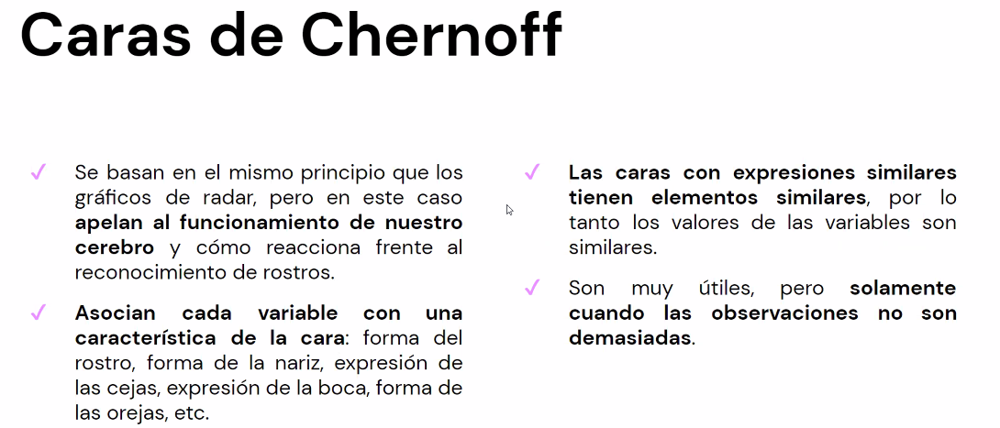 Caras de Chernoff
✓ Se basan en el mismo principio que los
gráficos de radar, pero en este caso
apelan al funcionamiento de nuestro
cerebro y cómo reacciona frente al
reconocimiento de rostros.
✓ Asocian cada variable con una
característica de la cara: forma del
rostro, forma de la nariz, expresión de
las cejas, expresión de la boca, forma de
las orejas, etc.
✓ Las caras con expresiones similares
tienen elementos similares, por lo
tanto los valores de las variables son
similares.
✓ Son muy útiles, pero solamente
cuando las observaciones no son
demasiadas.